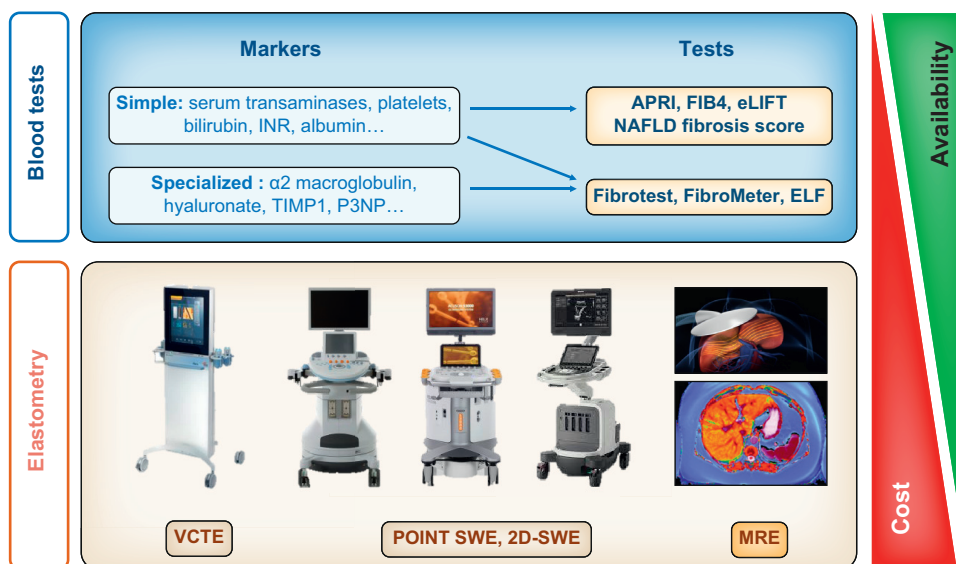 Blood tests
Markers
Tests
Simple: serum transaminases, platelets,
bilirubin, INR, albumin…
APRI, FIB4, eLIFT
NAFLD fibrosis score
Specialized : α2 macroglobulin,
hyaluronate, TIMP1, P3NP…
Fibrotest, FibroMeter, ELF
Availability
Elastometry
VCTE
POINT SWE, 2D-SWE
MRE
Cost